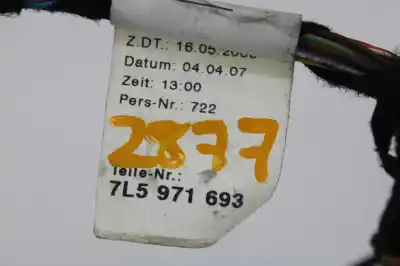 Z.DT.: 16.05.200
Datum: 04.04.07
Zeit: 13:00
Pers-Nr.: 722
2877
Teile-Nr.:
7L5 971 693